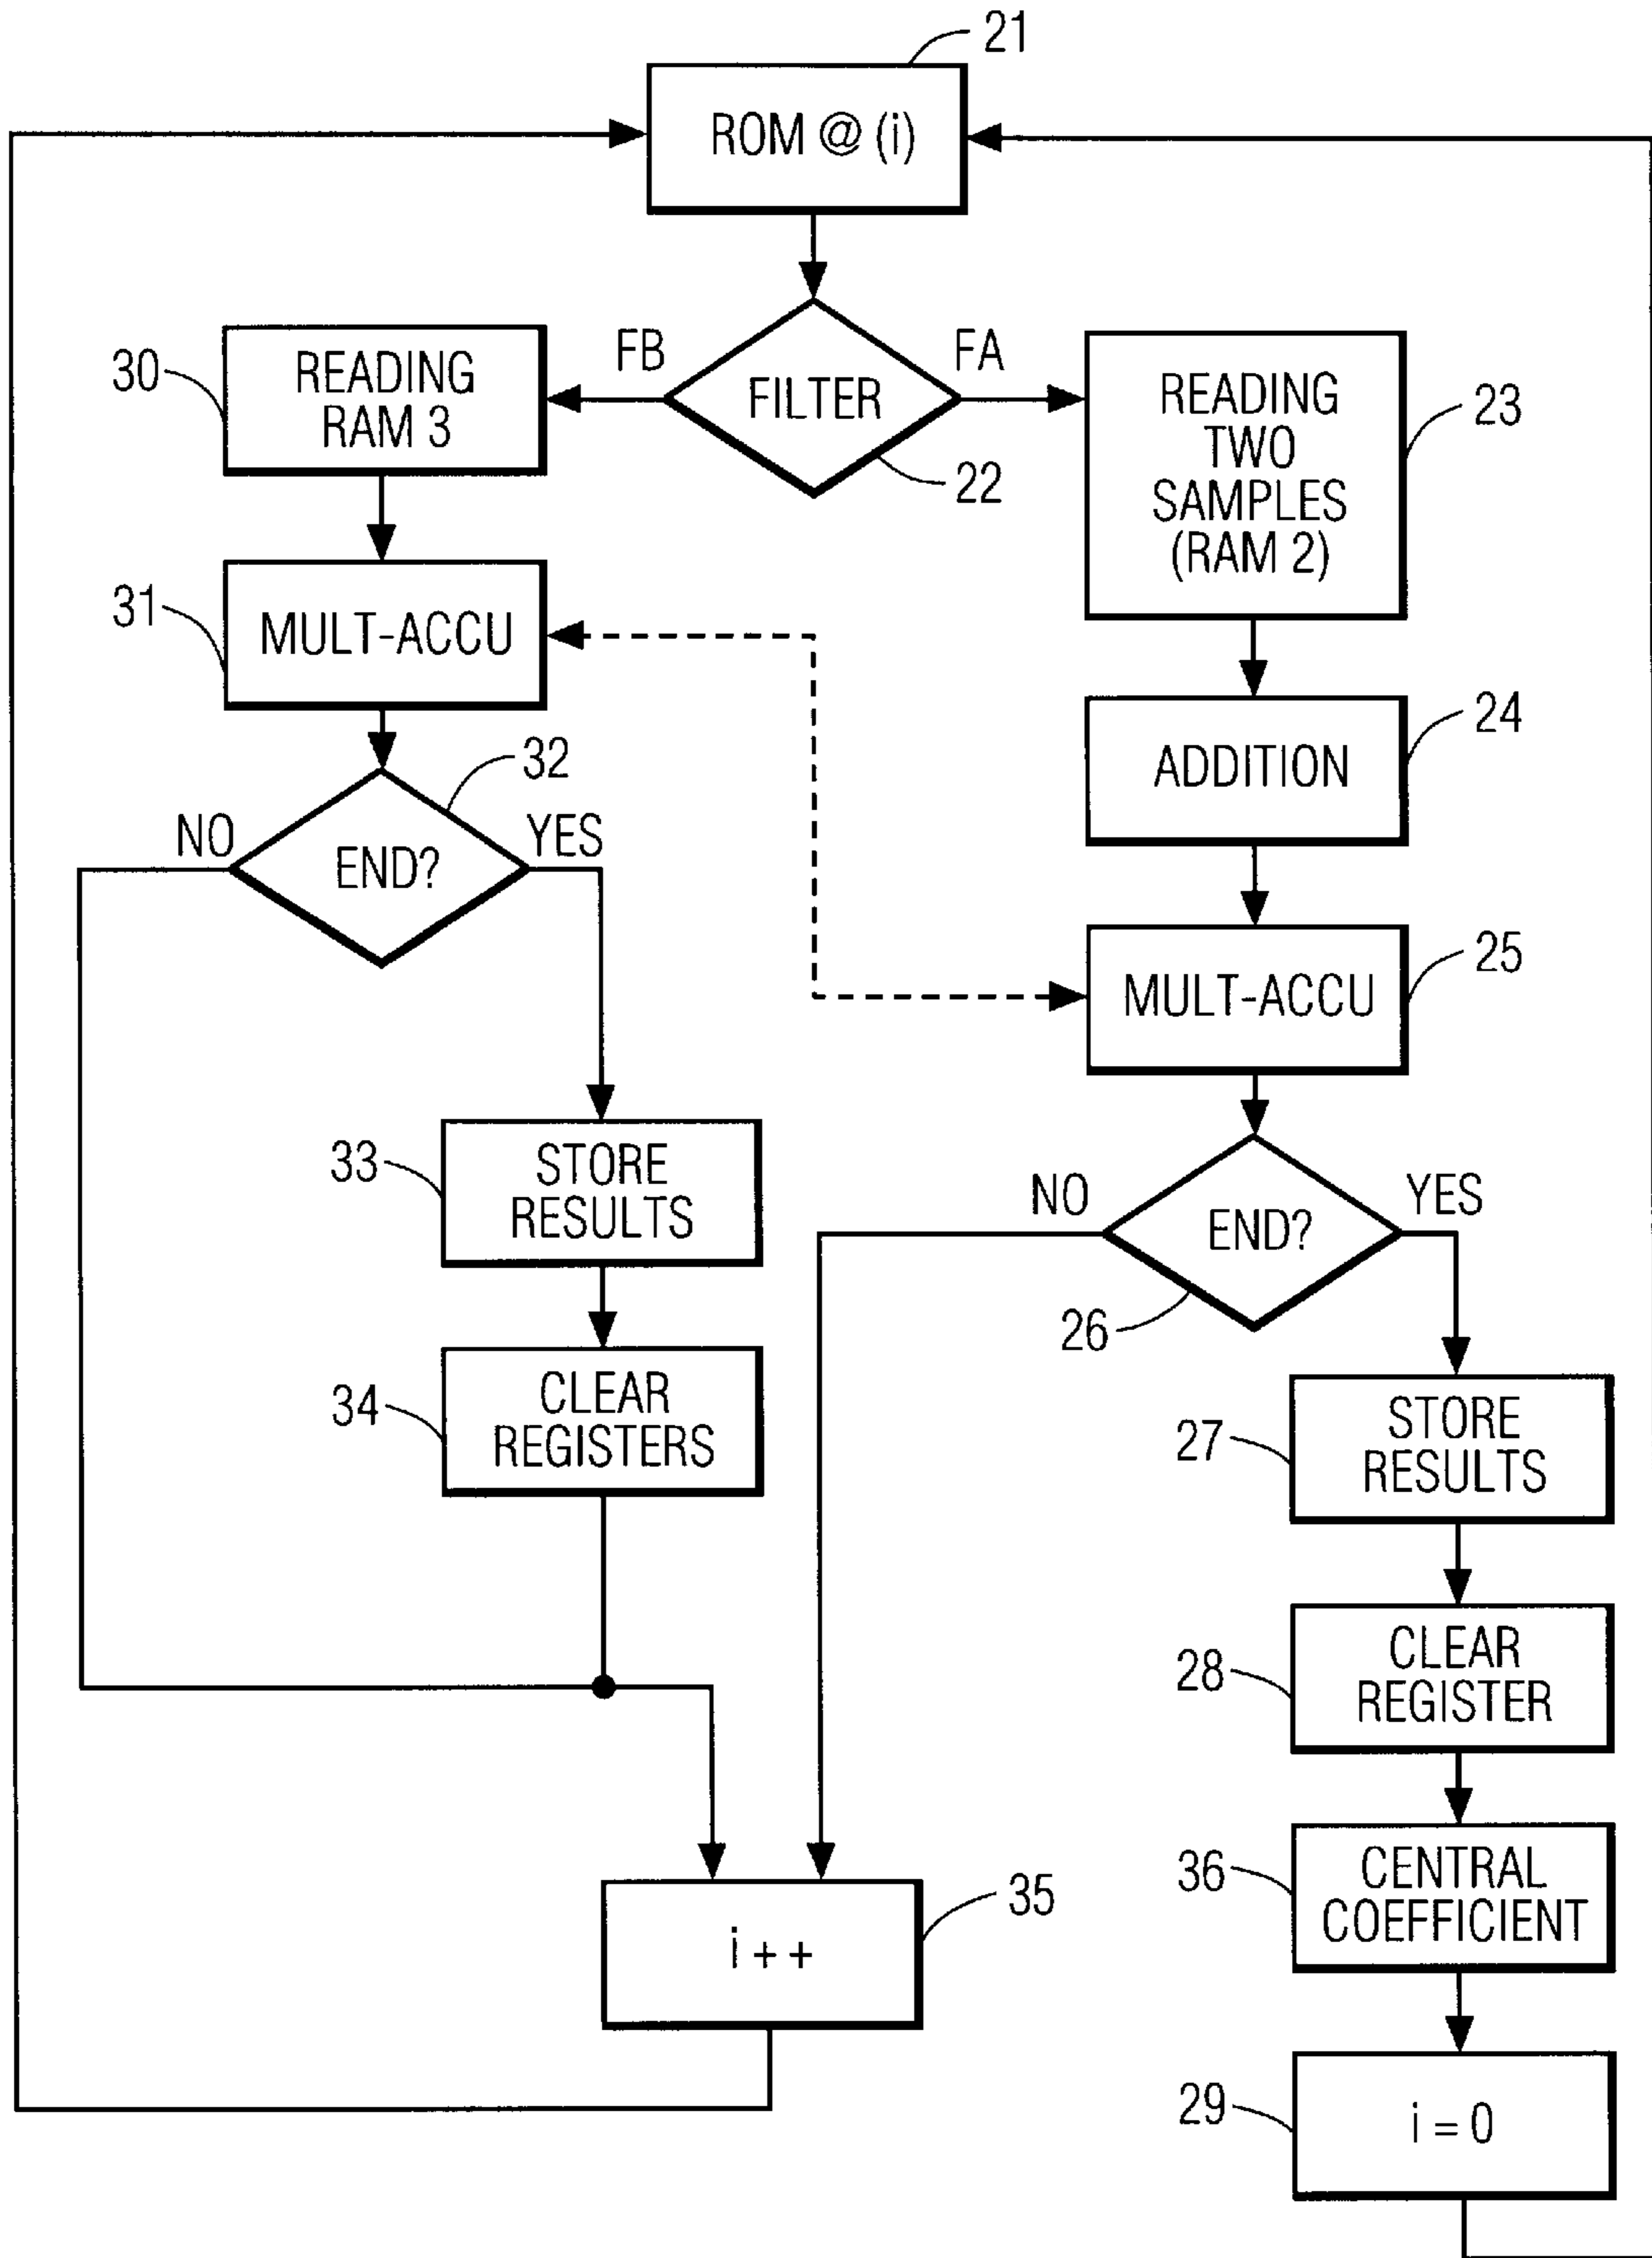 21
ROM @ (i)
FB
FA
FILTER
22
30
READING
RAM 3
READING
TWO
SAMPLES
(RAM 2)
23
31
MULT-ACCU
24
ADDITION
32
NO
YES
END?
25
MULT-ACCU
33
STORE
RESULTS
NO
YES
END?
26
34
CLEAR
REGISTERS
27
STORE
RESULTS
28
CLEAR
REGISTER
36
CENTRAL
COEFFICIENT
35
i + +
29
i = 0